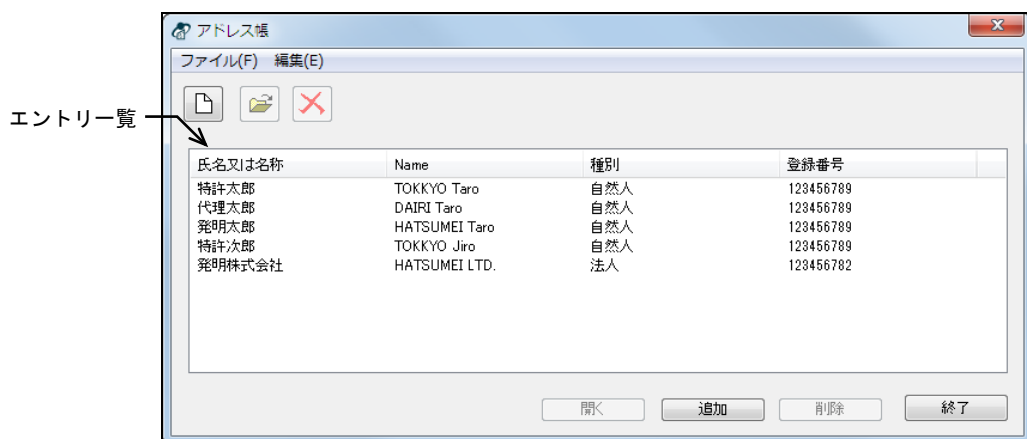 アドレス帳
ファイル(F) 編集(E)
エントリ一覧
氏名又は名称 Name 種別 登録番号
特許太郎 TOKKYO Taro 自然人 123456789
代理太郎 DAIRI Taro 自然人 123456789
発明太郎 HATSUMEI Taro 自然人 123456789
特許次郎 TOKKYO Jiro 自然人 123456789
発明株式会社 HATSUMEI LTD. 法人 123456782
開く 追加 削除 終了